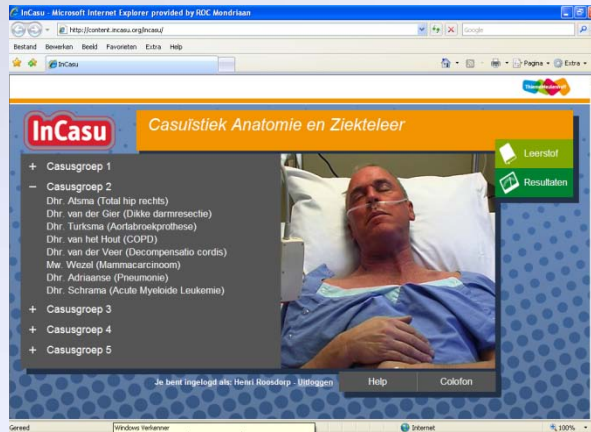 InCasu - Microsoft Internet Explorer provided by ROC Mondriaan
http://content.incasu.org/incasu/
Google
Bestand Bewerken Beeld Favorieten Extra Help
InCasu
Pagina Extra
InCasu
Casuïstiek Anatomie en Ziekteleer
Leerstof
Resultaten
+ Casusgroep 1
− Casusgroep 2
Dhr. Atsma (Total hip rechts)
Dhr. van der Gier (Dikke darmresectie)
Dhr. Turksma (Aortabroekprothese)
Dhr. van het Hout (COPD)
Dhr. van der Veer (Decompensatio cordis)
Mw. Wezel (Mammacarcinoom)
Dhr. Adriaanse (Pneumonie)
Dhr. Schrama (Acute Myeloide Leukemie)
+ Casusgroep 3
+ Casusgroep 4
+ Casusgroep 5
Je bent ingelogd als: Henri Roosdorp - Uitloggen
Help
Colofon
Gereed
Windows Verkenner
Internet
100%